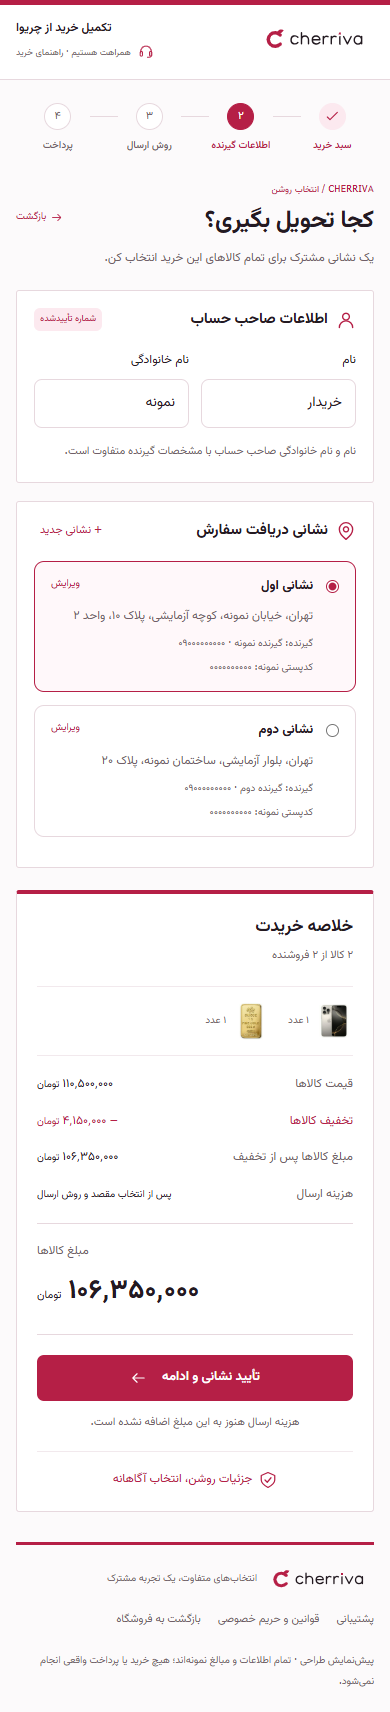 cherriva
تکمیل خرید از چریوا
همراهت هستیم · راهنمای خرید
سبد خرید
۲ اطلاعات گیرنده
۳ روش ارسال
۴ پرداخت
CHERRIVA / انتخاب روشن
کجا تحویل بگیری؟
بازگشت →
یک نشانی مشترک برای تمام کالاهای این خرید انتخاب کن.
اطلاعات صاحب حساب
شماره تأییدشده
نام
نام خانوادگی
خریدار
نمونه
نام و نام خانوادگی صاحب حساب با مشخصات گیرنده متفاوت است.
نشانی دریافت سفارش
+ نشانی جدید
نشانی اول
ویرایش
تهران، خیابان نمونه، کوچه آزمایشی، پلاک ۱۰، واحد ۲
گیرنده: گیرنده نمونه · ۰۹۰۰۰۰۰۰۰۰۰
کدپستی نمونه: ۰۰۰۰۰۰۰۰۰۰
نشانی دوم
ویرایش
تهران، بلوار آزمایشی، ساختمان نمونه، پلاک ۲۰
گیرنده: گیرنده دوم · ۰۹۰۰۰۰۰۰۰۰۰
کدپستی نمونه: ۰۰۰۰۰۰۰۰۰۰
خلاصه خریدت
۲ کالا از ۲ فروشنده
۱ عدد
۱ عدد
قیمت کالاها
۱۱۰,۵۰۰,۰۰۰ تومان
تخفیف کالاها
− ۴,۱۵۰,۰۰۰ تومان
مبلغ کالاها پس از تخفیف
۱۰۶,۳۵۰,۰۰۰ تومان
هزینه ارسال
پس از انتخاب مقصد و روش ارسال
مبلغ کالاها
۱۰۶,۳۵۰,۰۰۰ تومان
تأیید نشانی و ادامه ←
هزینه ارسال هنوز به این مبلغ اضافه نشده است.
جزئیات روشن، انتخاب آگاهانه
cherriva
انتخاب‌های متفاوت، یک تجربه مشترک
پشتیبانی
قوانین و حریم خصوصی
بازگشت به فروشگاه
پیش‌نمایش طراحی · تمام اطلاعات و مبالغ نمونه‌اند؛ هیچ خرید یا پرداخت واقعی انجام
نمی‌شود.